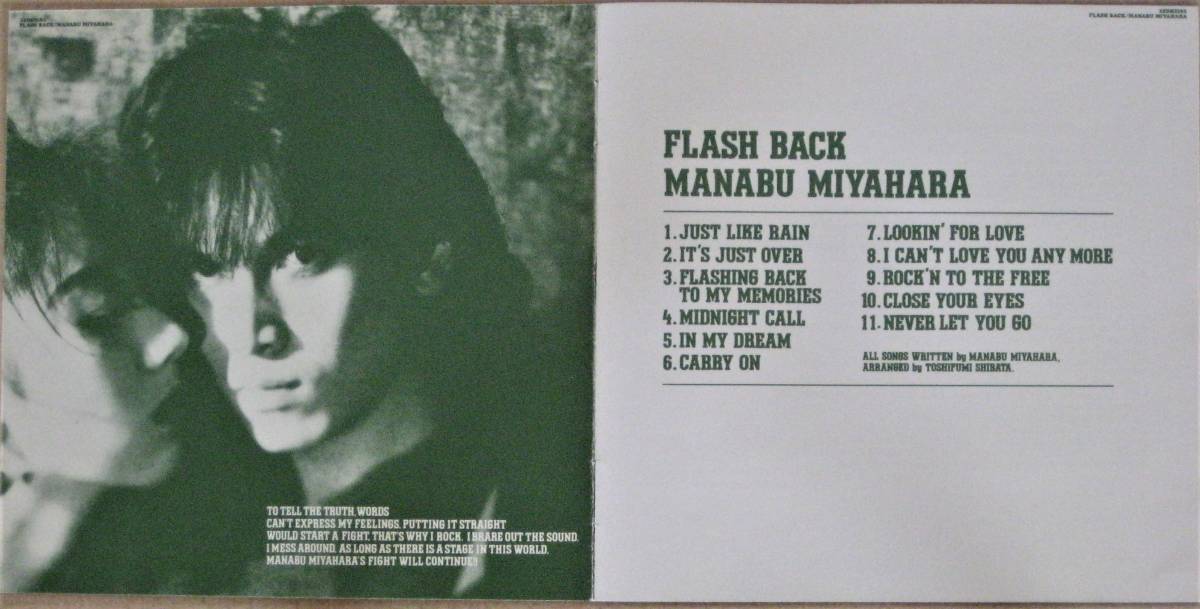 FLASH BACK/MANABU MIYAHARA
TO TELL THE TRUTH, WORDS
CAN'T EXPRESS MY FEELINGS. PUTTING IT STRAIGHT
WOULD START A FIGHT. THAT'S WHY I ROCK. I BRARE OUT THE SOUND.
I MESS AROUND. AS LONG AS THERE IS A STAGE IN THIS WORLD,
MANABU MIYAHARA'S FIGHT WILL CONTINUE!!
FLASH BACK/MANABU MIYAHARA
FLASH BACK
MANABU MIYAHARA
1. JUST LIKE RAIN
2. IT'S JUST OVER
3. FLASHING BACK
TO MY MEMORIES
4. MIDNIGHT CALL
5. IN MY DREAM
6. CARRY ON
7. LOOKIN' FOR LOVE
8. I CAN'T LOVE YOU ANY MORE
9. ROCK'N TO THE FREE
10. CLOSE YOUR EYES
11. NEVER LET YOU GO
ALL SONGS WRITTEN by MANABU MIYAHARA,
ARRANGED by TOSHIFUMI SHIBATA.